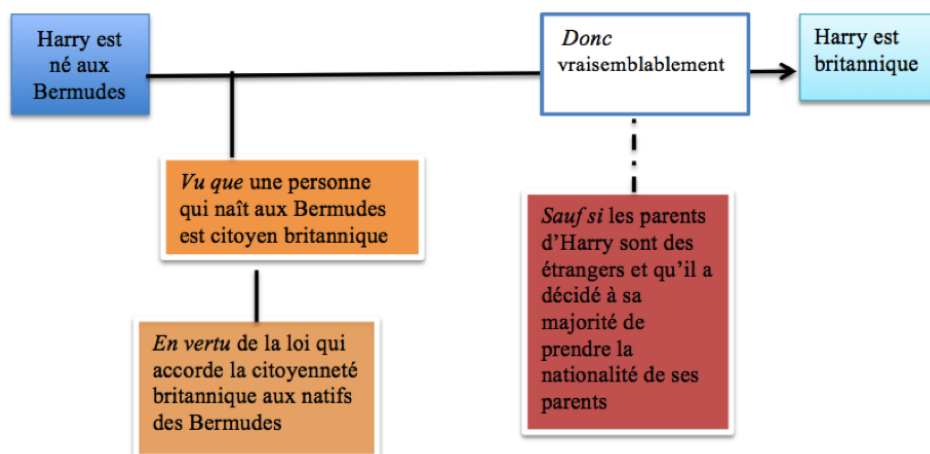 Harry est
né aux
Bermudes
Donc
vraisemblablement
Harry est
britannique
Vu que une personne
qui naît aux Bermudes
est citoyen britannique
Sauf si les parents
d’Harry sont des
étrangers et qu’il a
décidé à sa
majorité de
prendre la
nationalité de ses
parents
En vertu de la loi qui
accorde la citoyenneté
britannique aux natifs
des Bermudes